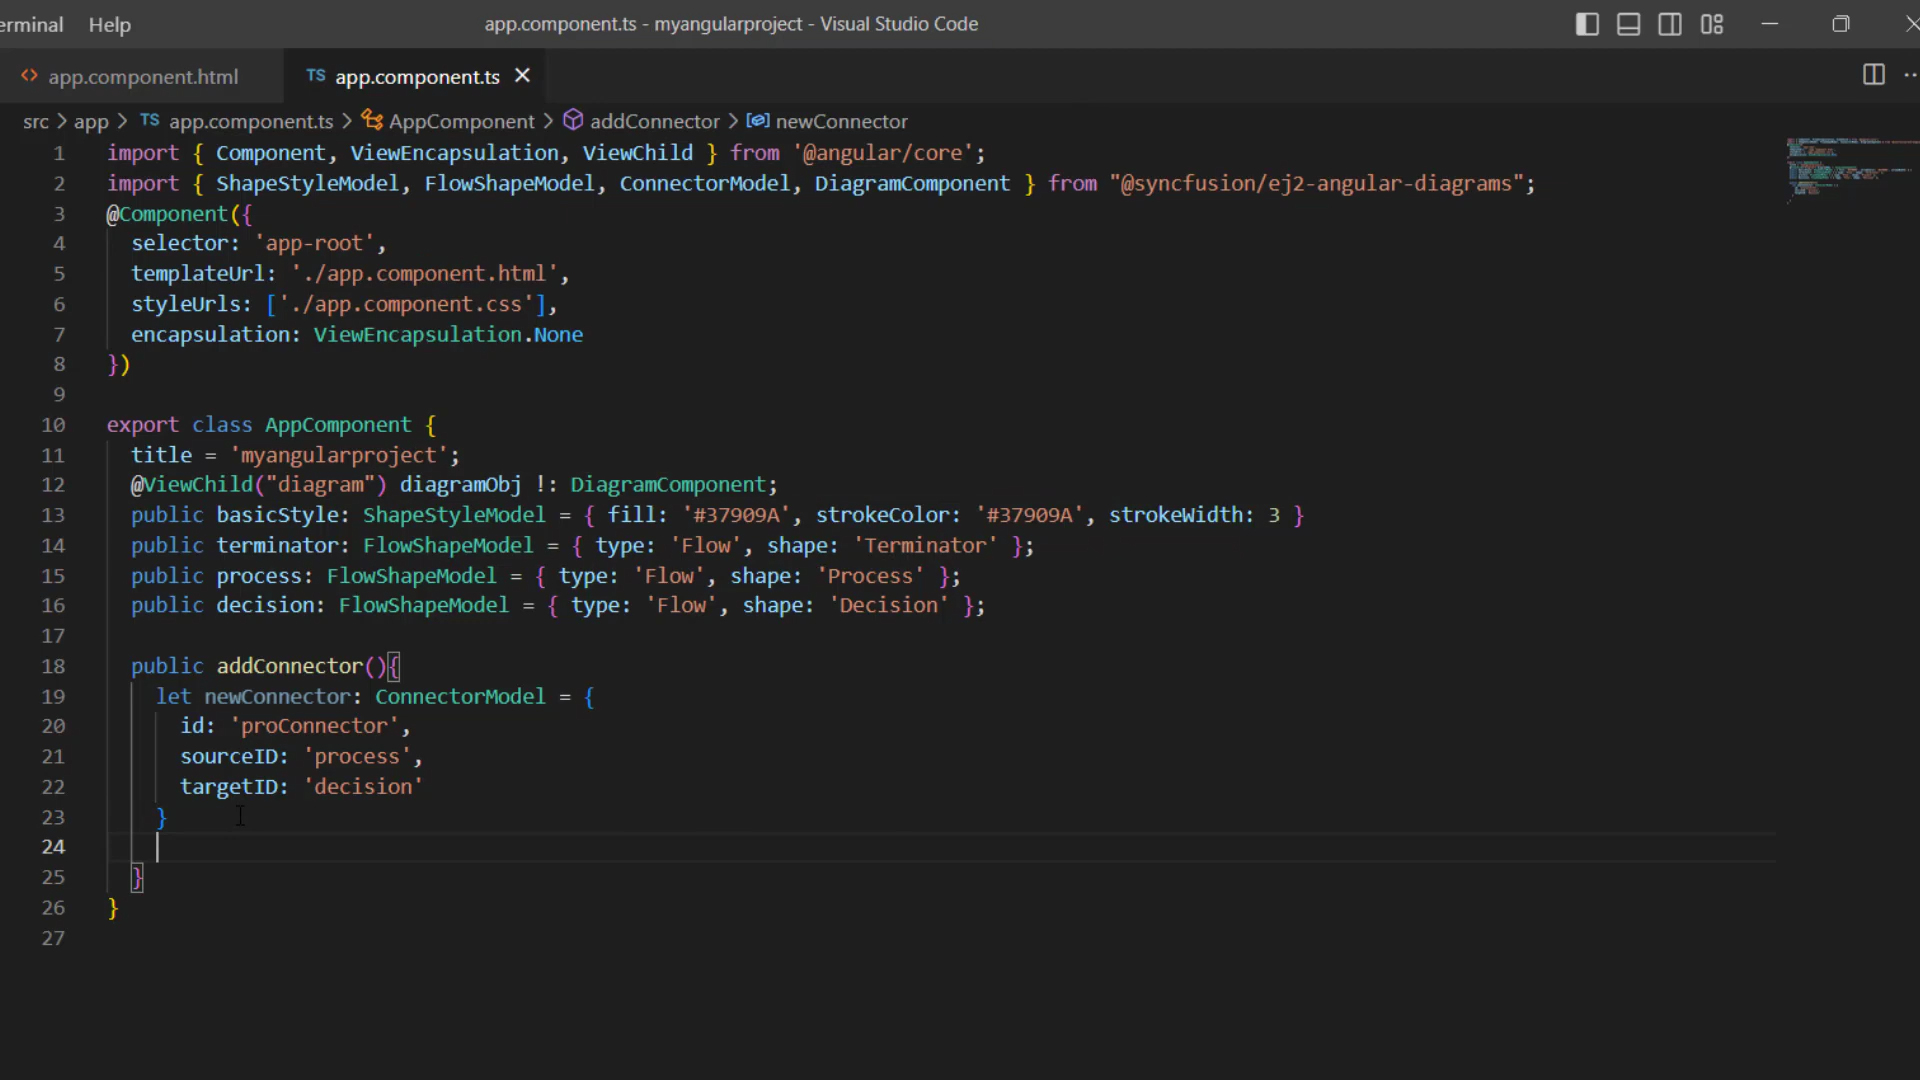 erminal Help app.component.ts - myangularproject - Visual Studio Code
app.component.html TS app.component.ts
src > app > TS app.component.ts > AppComponent > addConnector > newConnector
1 import { Component, ViewEncapsulation, ViewChild } from '@angular/core';
2 import { ShapeStyleModel, FlowShapeModel, ConnectorModel, DiagramComponent } from "@syncfusion/ej2-angular-diagrams";
3 @Component({
4 selector: 'app-root',
5 templateUrl: './app.component.html',
6 styleUrls: ['./app.component.css'],
7 encapsulation: ViewEncapsulation.None
8 })
9
10 export class AppComponent {
11 title = 'myangularproject';
12 @ViewChild("diagram") diagramObj !: DiagramComponent;
13 public basicStyle: ShapeStyleModel = { fill: '#37909A', strokeColor: '#37909A', strokeWidth: 3 }
14 public terminator: FlowShapeModel = { type: 'Flow', shape: 'Terminator' };
15 public process: FlowShapeModel = { type: 'Flow', shape: 'Process' };
16 public decision: FlowShapeModel = { type: 'Flow', shape: 'Decision' };
17
18 public addConnector(){
19 let newConnector: ConnectorModel = {
20 id: 'proConnector',
21 sourceID: 'process',
22 targetID: 'decision'
23 }
24
25 }
26 }
27